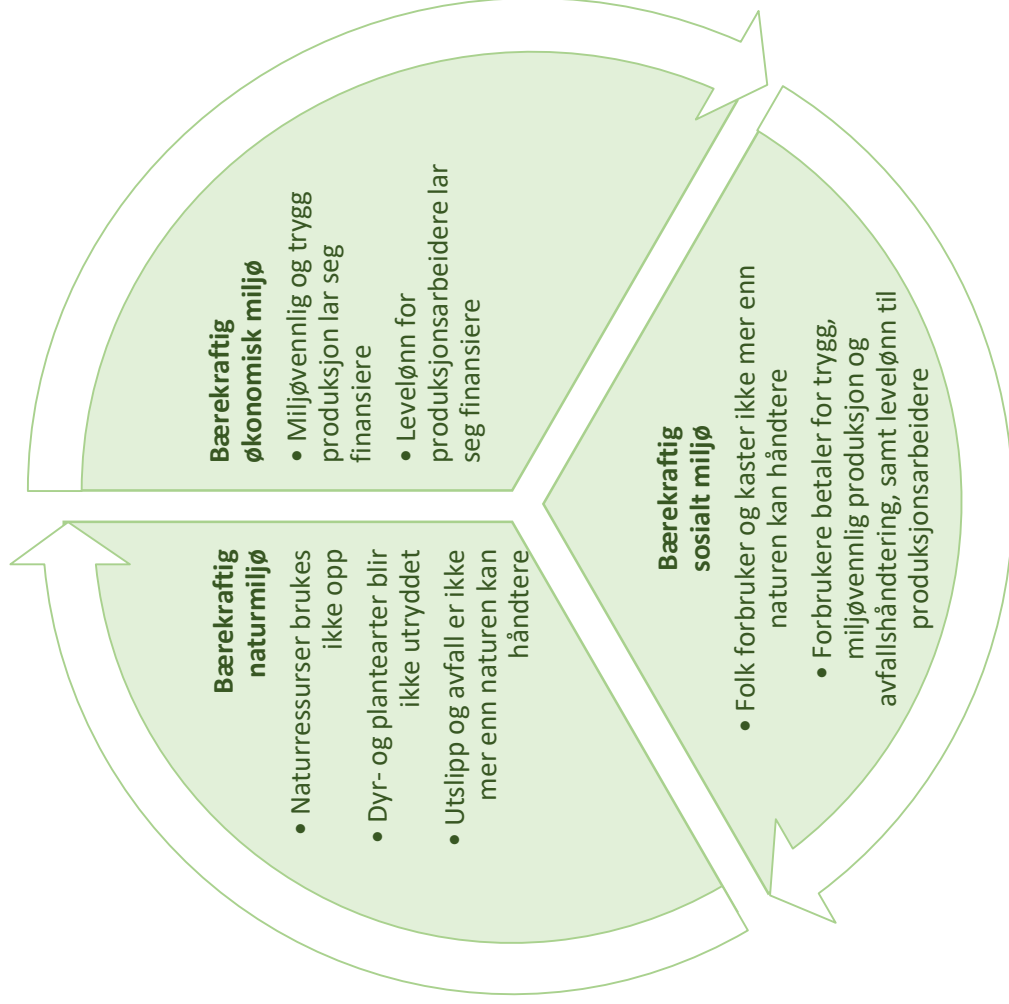 Bærekraftig
naturmiljø
• Naturressurser brukes
ikke opp
• Dyr- og plantearter blir
ikke utryddet
• Utslipp og avfall er ikke
mer enn naturen kan
håndtere
Bærekraftig
økonomisk miljø
• Miljøvennlig og trygg
produksjon lar seg
finansiere
• Levelønn for
produksjonsarbeidere lar
seg finansiere
Bærekraftig
sosialt miljø
• Folk forbruker og kaster ikke mer enn
naturen kan håndtere
• Forbrukere betaler for trygg,
miljøvennlig produksjon og
avfallshåndtering, samt levelønn til
produksjonsarbeidere